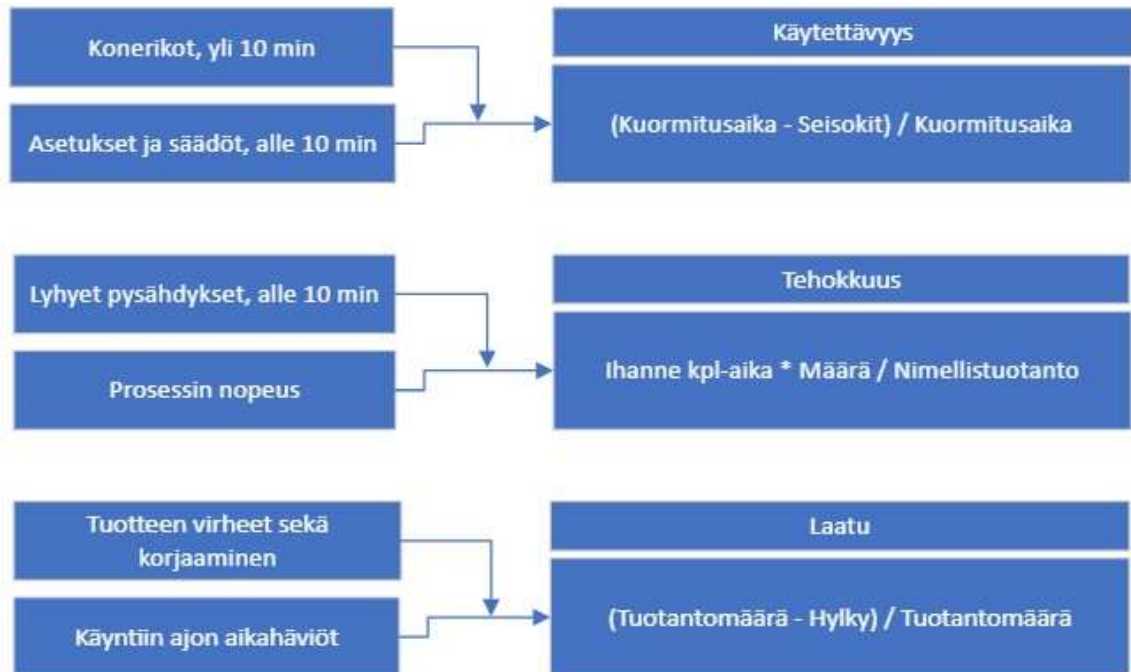 Konerikot, yli 10 min
Asetukset ja säädöt, alle 10 min
Käytettävyys
(Kuormitusaika - Seisokit) / Kuormitusaika
Lyhyet pysähdykset, alle 10 min
Prosessin nopeus
Tehokkuus
Ihanne kpl-aika * Määrä / Nimellistuotanto
Tuotteen virheet sekä
korjaaminen
Käyntiin ajon aikahäviöt
Laatu
(Tuotantomäärä - Hylky) / Tuotantomäärä